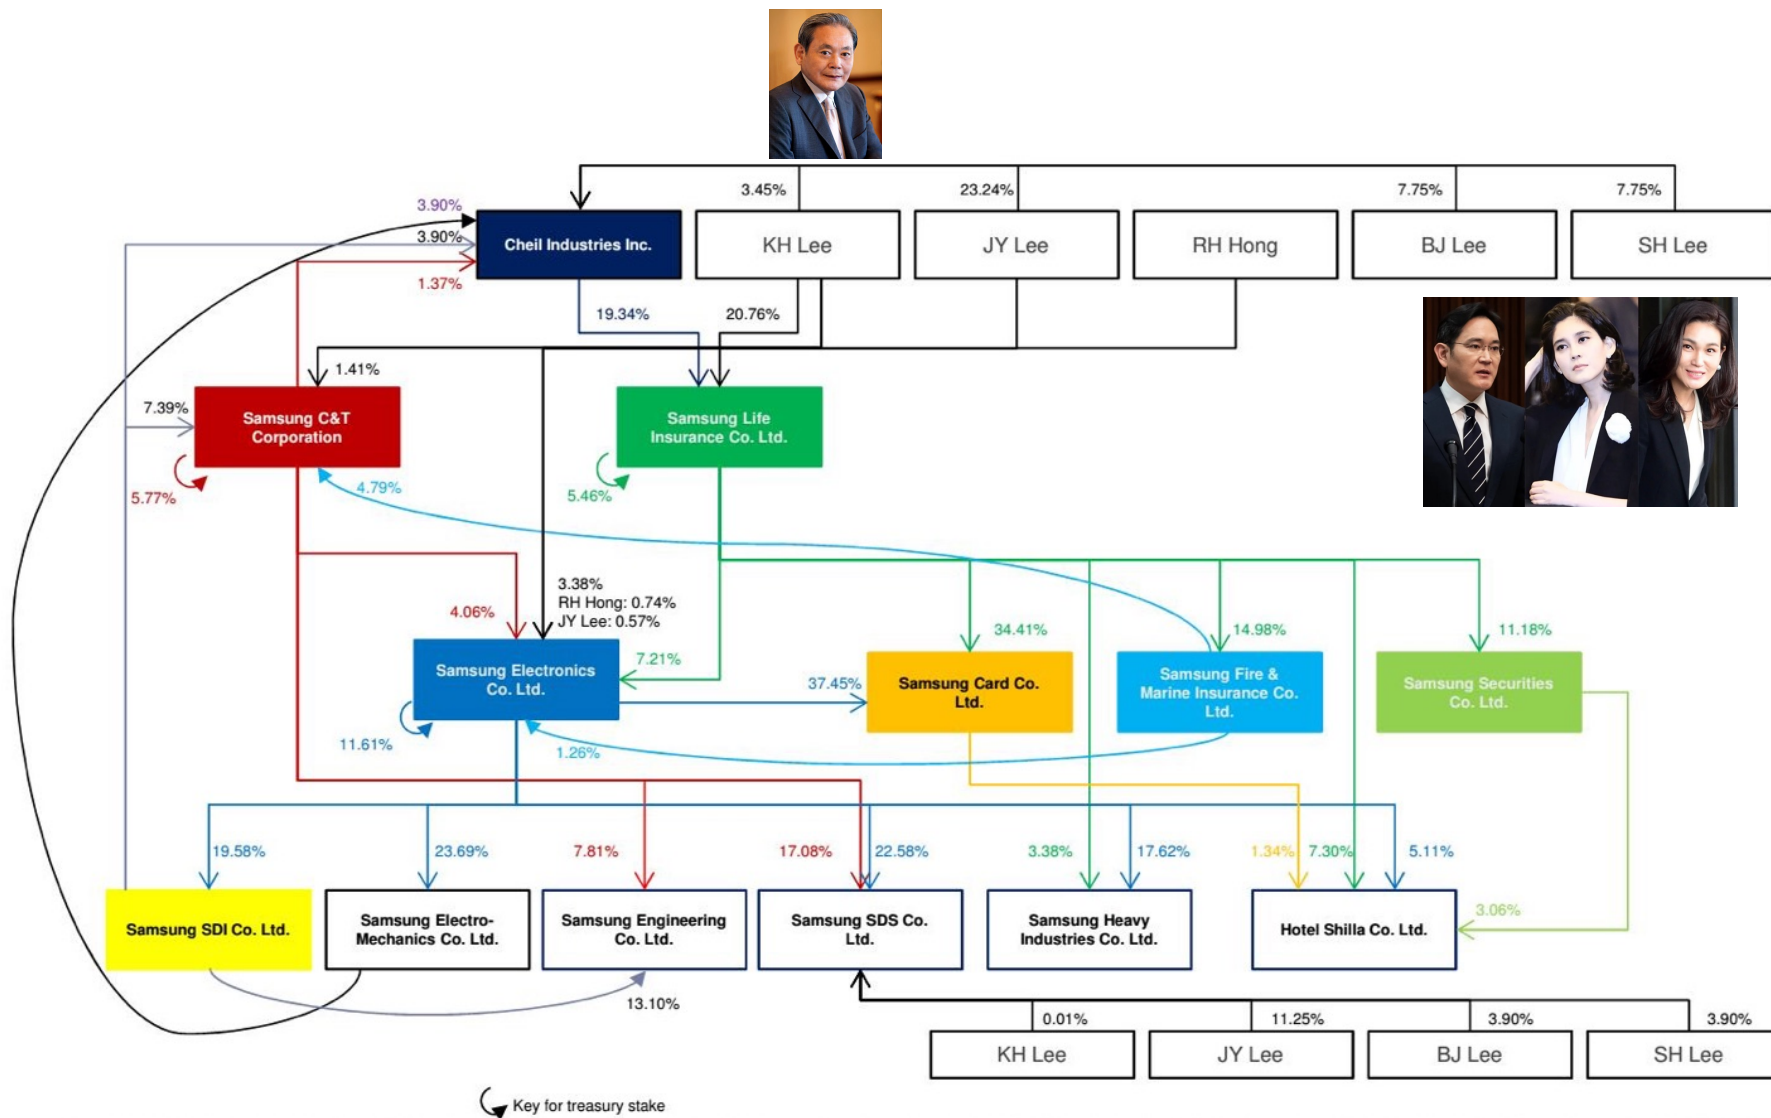 3.45%
23.24%
7.75%
7.75%
3.90%
3.90%
1.37%
Cheil Industries Inc.
KH Lee
JY Lee
RH Hong
BJ Lee
SH Lee
19.34%
20.76%
1.41%
7.39%
Samsung C&T
Corporation
Samsung Life
Insurance Co. Ltd.
5.77%
4.79%
5.46%
3.38%
RH Hong: 0.74%
JY Lee: 0.57%
4.06%
34.41%
14.98%
11.18%
7.21%
37.45%
Samsung Electronics
Co. Ltd.
Samsung Card Co.
Ltd.
Samsung Fire &
Marine Insurance Co.
Ltd.
Samsung Securities
Co. Ltd.
11.61%
1.26%
19.58%
23.69%
7.81%
17.08%
22.58%
3.38%
17.62%
1.34%
7.30%
5.11%
Samsung SDI Co. Ltd.
Samsung Electro-
Mechanics Co. Ltd.
Samsung Engineering
Co. Ltd.
Samsung SDS Co.
Ltd.
Samsung Heavy
Industries Co. Ltd.
Hotel Shilla Co. Ltd.
3.06%
13.10%
0.01%
11.25%
3.90%
3.90%
KH Lee
JY Lee
BJ Lee
SH Lee
Key for treasury stake